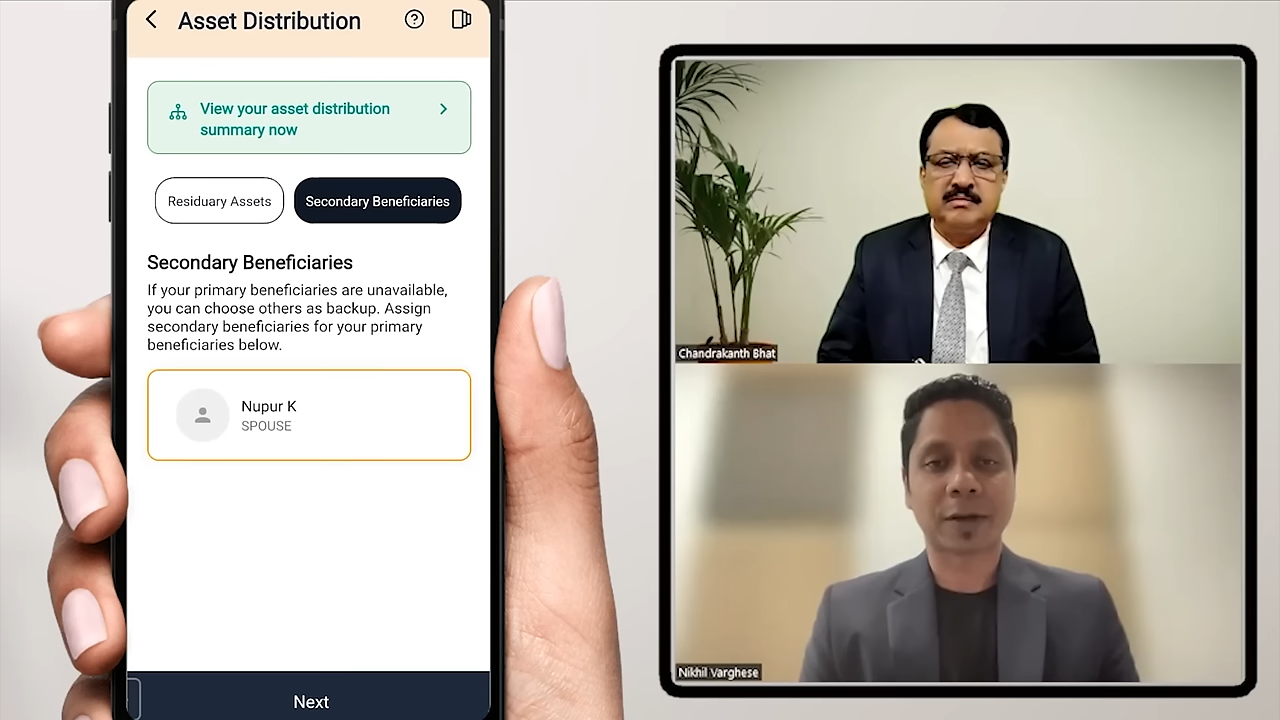 Asset Distribution
View your asset distribution
summary now
Residuary Assets
Secondary Beneficiaries
Secondary Beneficiaries
If your primary beneficiaries are unavailable,
you can choose others as backup. Assign
secondary beneficiaries for your primary
beneficiaries below.
Nupur K
SPOUSE
Next
Chandrakanth Bhat
Nikhil Varghese